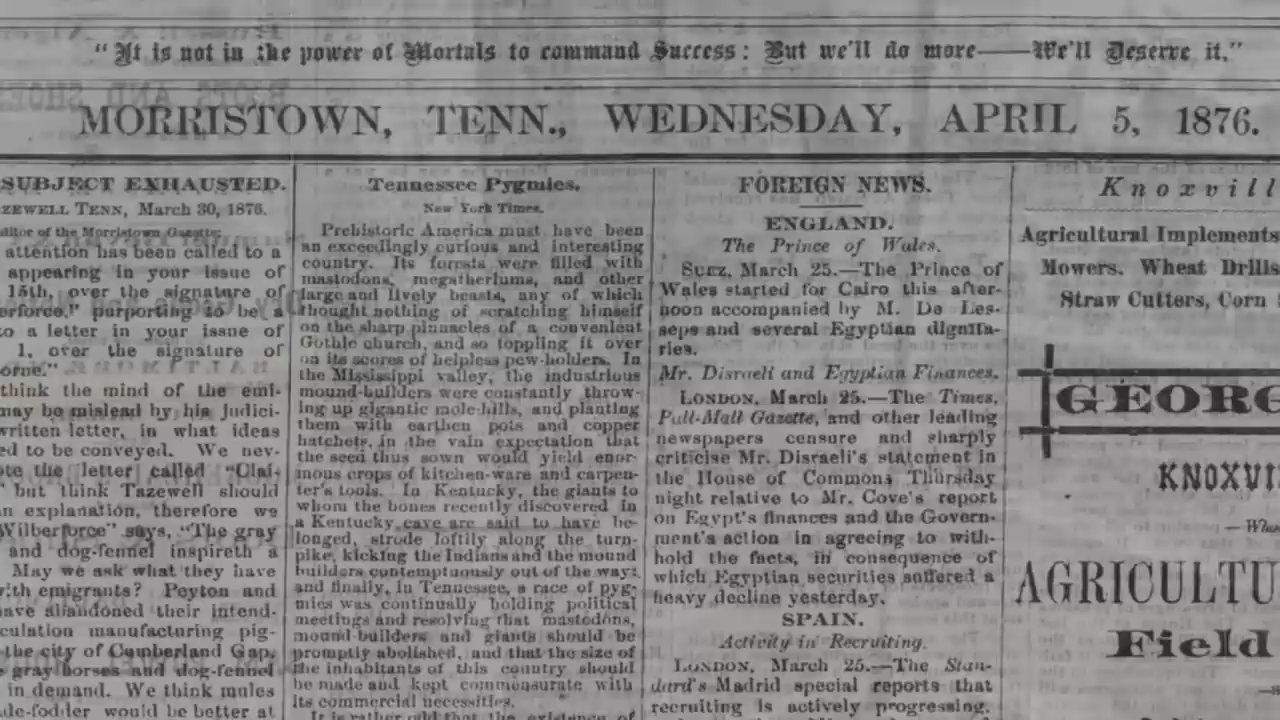 "It is not in the power of Mortals to command Success: But we'll do more——We'll Deserve it."
MORRISTOWN, TENN., WEDNESDAY, APRIL 5, 1876.
SUBJECT EXHAUSTED.
ZEWELL TENN, March 30, 1876.
ditor of the Morristown Gazette:
attention has been called to a
appearing in your issue of
15th, over the signature of
erforce," purporting to be a
to a letter in your issue of
1, over the signature of
orne."
think the mind of the emi-
may be mislead by his judici-
written letter, in what ideas
ed to be conveyed. We nev-
ote the letter called "Clai-
" but think Tazewell should
an explanation, therefore we
Wilberforce" says, "The gray
and dog-fennel inspireth a
May we ask what they have
with emigrants? Peyton and
have abandoned their intend-
culation manufacturing pig-
the city of Cumberland Gap,
gray horses and dog-fennel
in demand. We think mules
de-fodder would be better at
Tennessee Pygmies.
New York Times.
Prehistoric America must have been
an exceedingly curious and interesting
country. Its forests were filled with
mastodons, megatheriums, and other
large and lively beasts, any of which
thought nothing of scratching himself
on the sharp pinnacles of a convenient
Gothic church, and so toppling it over
on its scores of helpless pew-holders. In
the Mississippi valley, the industrious
mound-builders were constantly throw-
ing up gigantic mole-hills, and planting
them with earthen pots and copper
hatchets, in the vain expectation that
the seed thus sown would yield enor-
mous crops of kitchen-ware and carpen-
ter's tools. In Kentucky, the giants to
whom the bones recently discovered in
a Kentucky cave are said to have be-
longed, strode loftily along the turn-
pike, kicking the Indians and the mound
builders contemptuously out of the way;
and finally, in Tennessee, a race of pyg-
mies was continually holding political
meetings and resolving that mastodons,
mound-builders and giants should be
promptly abolished, and that the size of
the inhabitants of this country should
be made and kept commensurate with
its commercial necessities.
It is rather odd that the existence of
FOREIGN NEWS.
ENGLAND.
The Prince of Wales.
SUEZ, March 25.—The Prince of
Wales started for Cairo this after-
noon accompanied by M. De Les-
seps and several Egyptian dignita-
ries.
Mr. Disraeli and Egyptian Finances.
LONDON, March 25.—The Times,
Pall-Mall Gazette, and other leading
newspapers censure and sharply
criticise Mr. Disraeli's statement in
the House of Commons Thursday
night relative to Mr. Cove's report
on Egypt's finances and the Govern-
ment's action in agreeing to with-
hold the facts, in consequence of
which Egyptian securities suffered a
heavy decline yesterday.
SPAIN.
Activity in Recruiting.
LONDON, March 25.—The Stan-
dard's Madrid special reports that
recruiting is actively progressing.
Knoxvill
Agricultural Implements
Mowers. Wheat Drills
Straw Cutters, Corn
GEORG
KNOXVI
AGRICULTU
Field